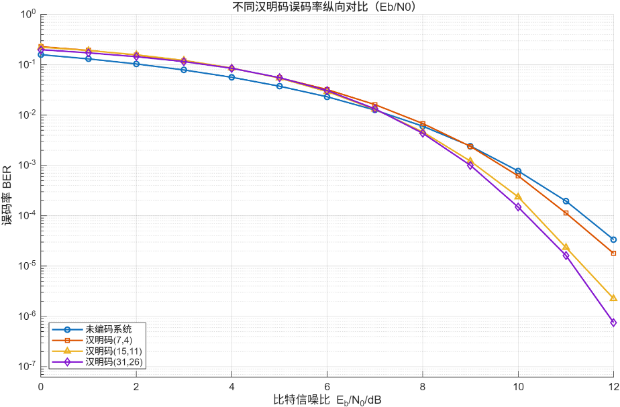 不同汉明码误码率纵向对比（Eb/N0）
10⁰
10⁻¹
10⁻²
10⁻³
10⁻⁴
10⁻⁵
10⁻⁶
10⁻⁷
误码率 BER
未编码系统
汉明码(7,4)
汉明码(15,11)
汉明码(31,26)
0 2 4 6 8 10 12
比特信噪比 E_b/N_0/dB